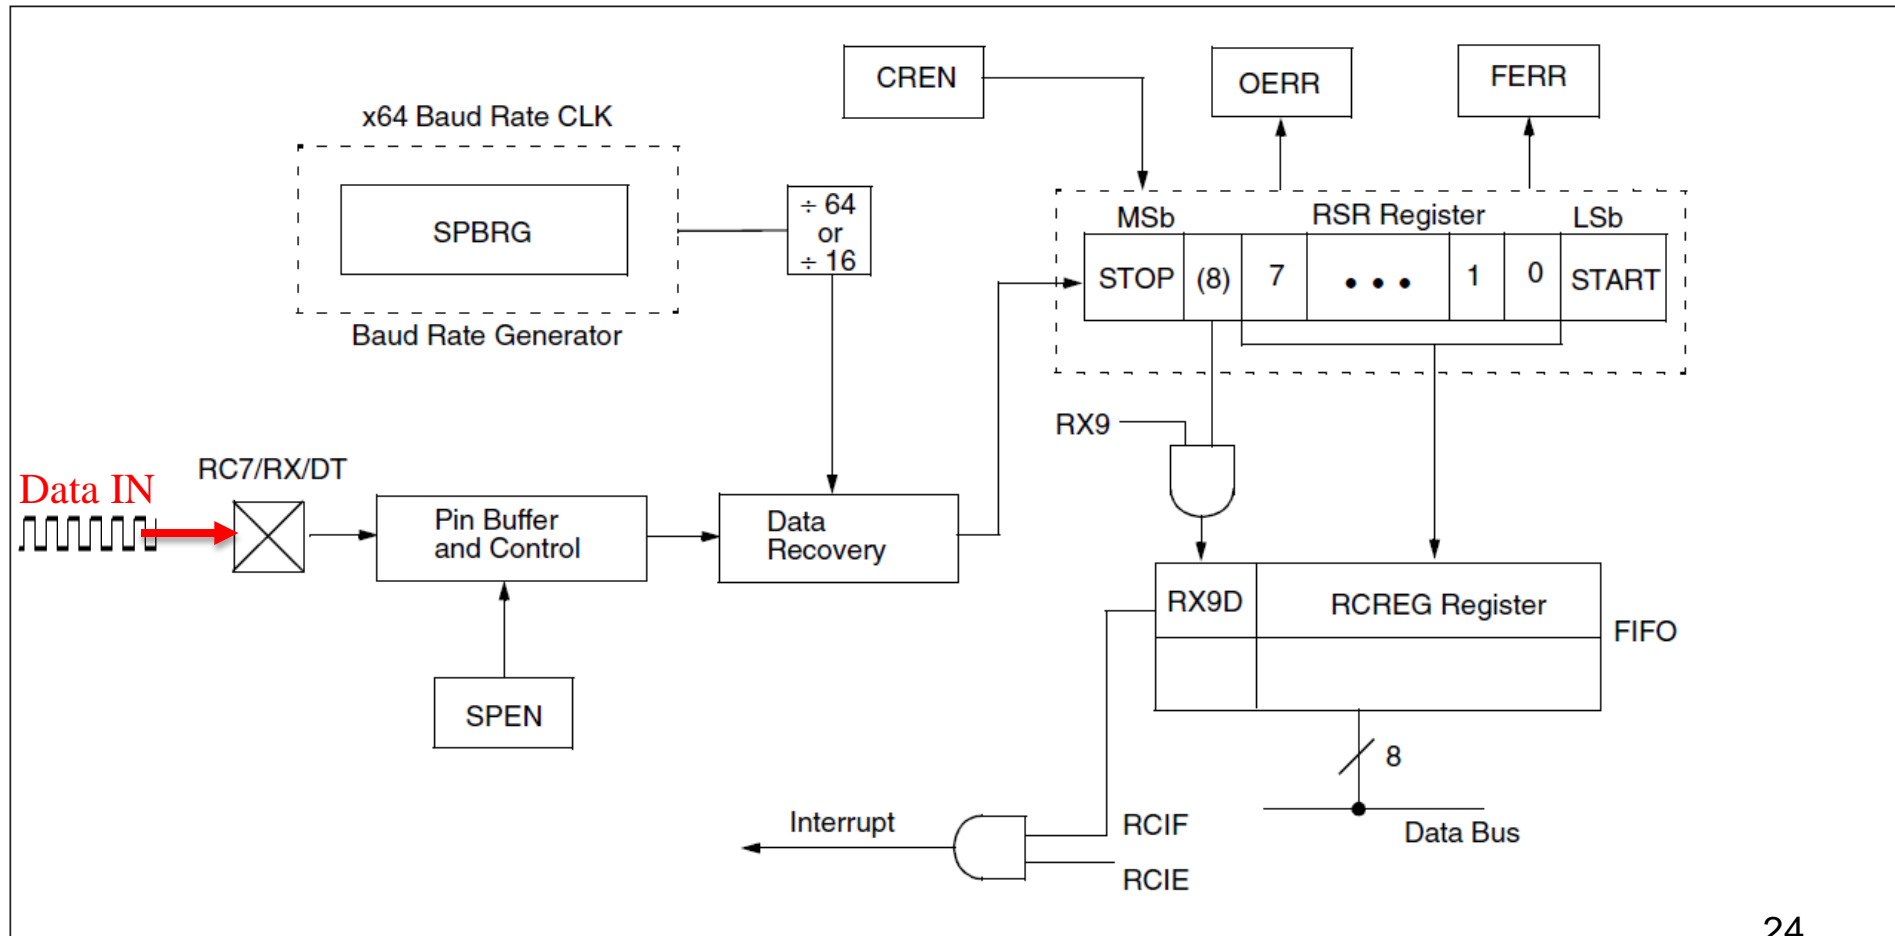 CREN
OERR
FERR
x64 Baud Rate CLK
SPBRG
÷ 64
or
÷ 16
Baud Rate Generator
MSb
RSR Register
LSb
STOP
(8)
7
• • •
1
0
START
RX9
Data IN
RC7/RX/DT
Pin Buffer
and Control
Data
Recovery
SPEN
RX9D
RCREG Register
FIFO
8
Data Bus
Interrupt
RCIF
RCIE
24